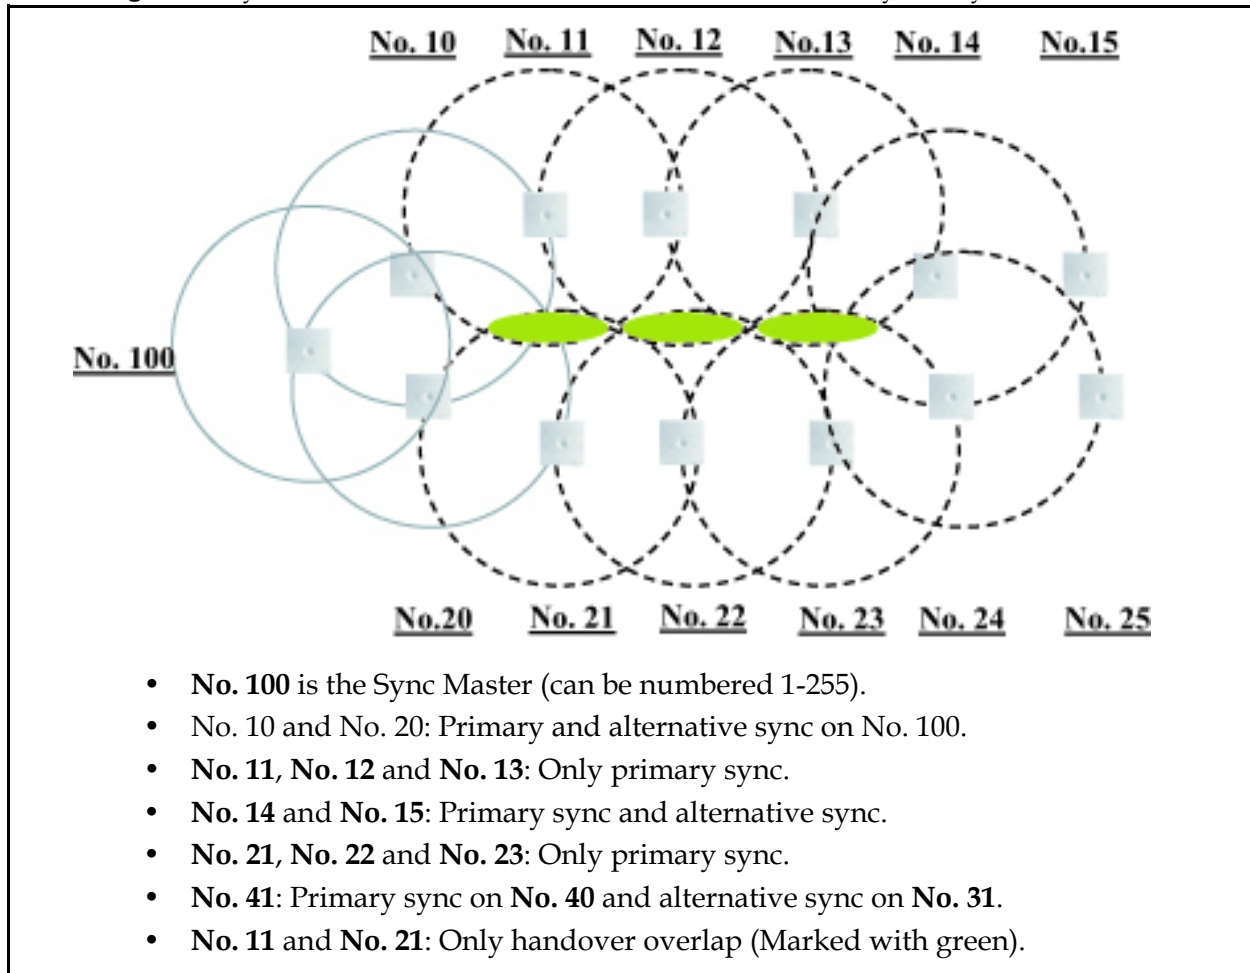 No. 10 No. 11 No. 12 No.13 No. 14 No.15
No. 100
No.20 No. 21 No. 22 No. 23 No. 24 No. 25
• No. 100 is the Sync Master (can be numbered 1-255).
• No. 10 and No. 20: Primary and alternative sync on No. 100.
• No. 11, No. 12 and No. 13: Only primary sync.
• No. 14 and No. 15: Primary sync and alternative sync.
• No. 21, No. 22 and No. 23: Only primary sync.
• No. 41: Primary sync on No. 40 and alternative sync on No. 31.
• No. 11 and No. 21: Only handover overlap (Marked with green).